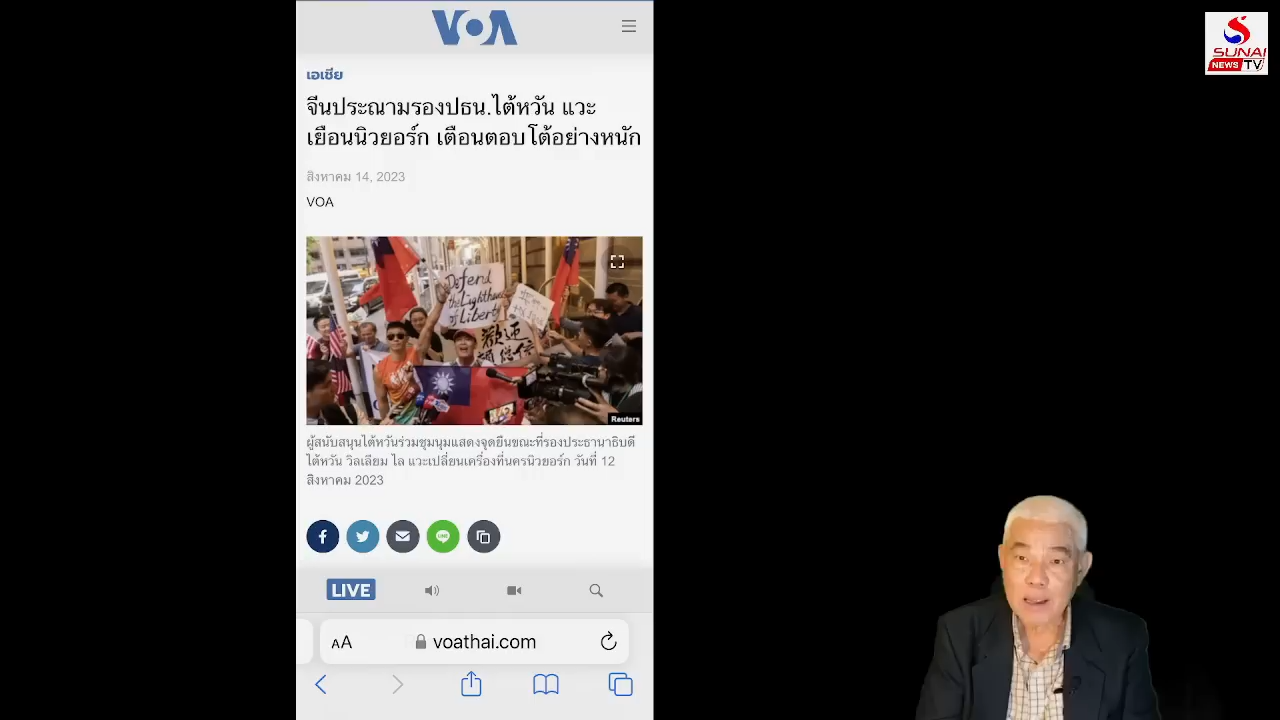 VOA
SUNAI
NEWS TV
เอเชีย
จีนประณามรองปธน.ไต้หวัน แวะ
เยือนนิวยอร์ก เตือนตอบโต้อย่างหนัก
สิงหาคม 14, 2023
VOA
Defend
the Lighthouse
of Liberty
歡迎
賴信
Reuters
ผู้สนับสนุนไต้หวันร่วมชุมนุมแสดงจุดยืนขณะที่รองประธานาธิบดี
ไต้หวัน วิลเลียม ไล แวะเปลี่ยนเครื่องที่นครนิวยอร์ก วันที่ 12
สิงหาคม 2023
LINE
LIVE
AA voathai.com